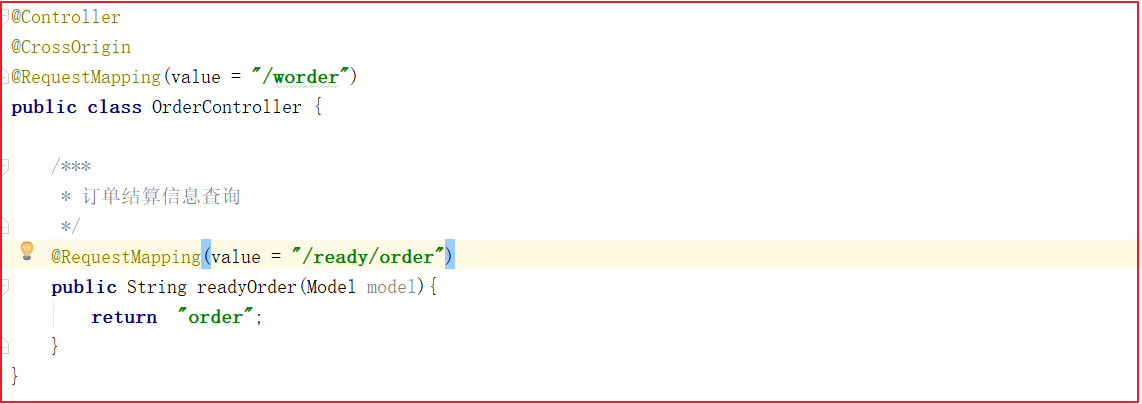 @Controller
@CrossOrigin
@RequestMapping(value = "/worder")
public class OrderController {
/***
* 订单结算信息查询
*/
@RequestMapping(value = "/ready/order")
public String readyOrder(Model model){
return "order";
}
}